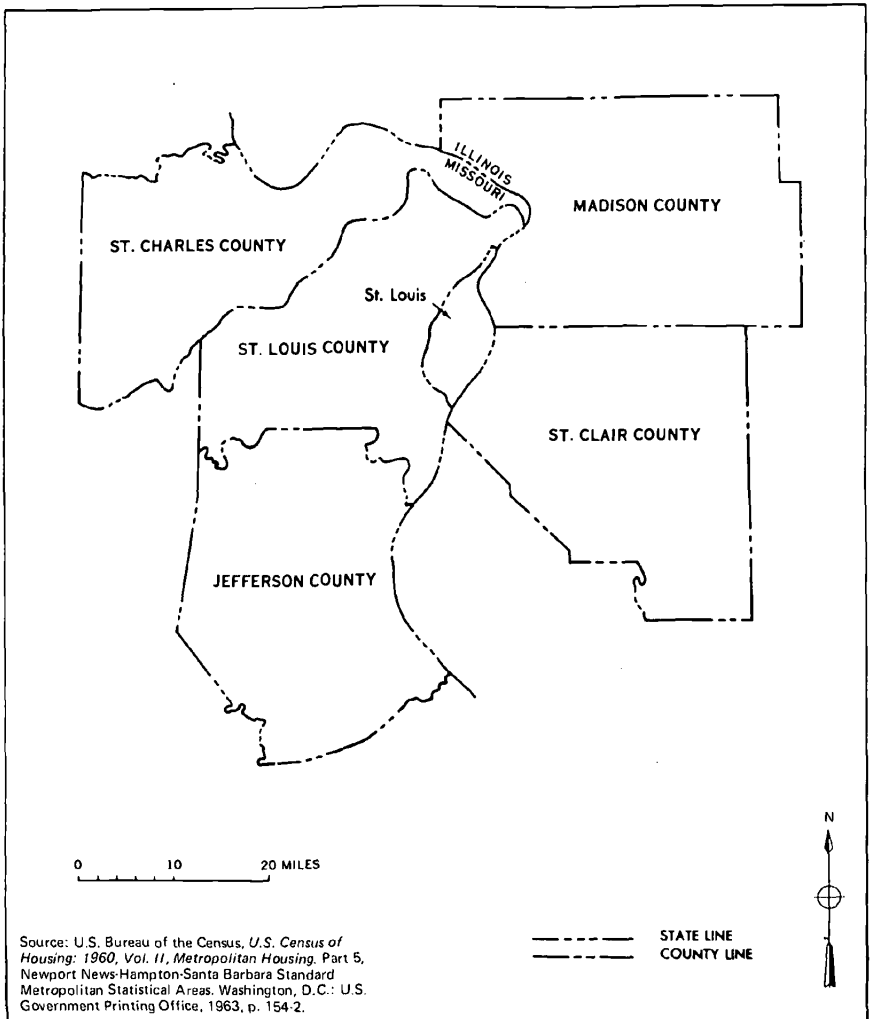 ILLINOIS
MISSOURI
MADISON COUNTY
ST. CHARLES COUNTY
St. Louis
ST. LOUIS COUNTY
ST. CLAIR COUNTY
JEFFERSON COUNTY
N
0 10 20 MILES
Source: U.S. Bureau of the Census, U.S. Census of
Housing: 1960, Vol. II, Metropolitan Housing. Part 5,
Newport News-Hampton-Santa Barbara Standard
Metropolitan Statistical Areas. Washington, D.C.: U.S.
Government Printing Office, 1963, p. 154-2.
STATE LINE
COUNTY LINE